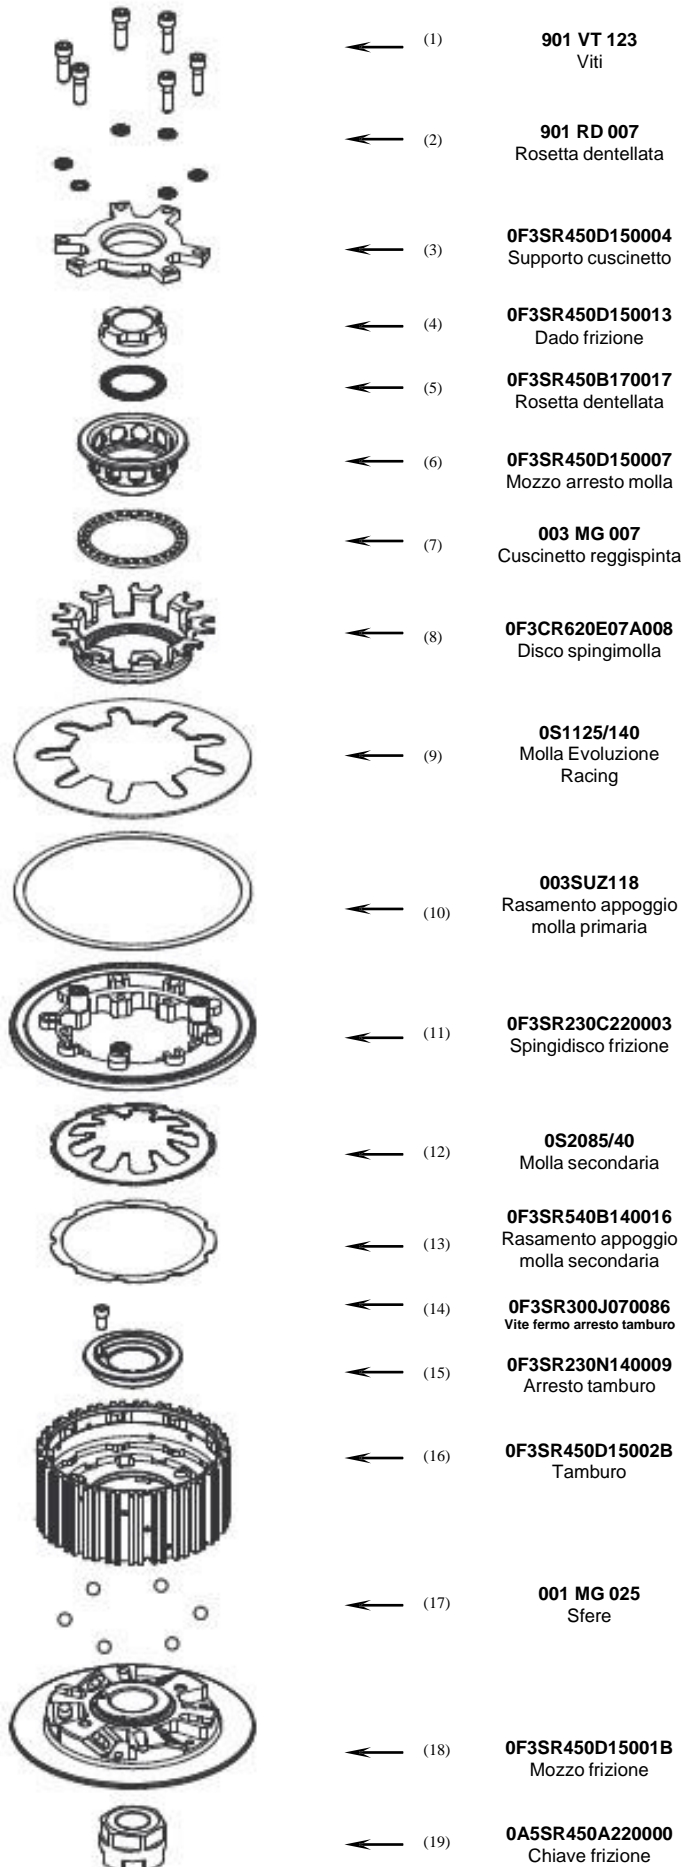 (1) 901 VT 123
Viti
(2) 901 RD 007
Rosetta dentellata
(3) 0F3SR450D150004
Supporto cuscinetto
(4) 0F3SR450D150013
Dado frizione
(5) 0F3SR450B170017
Rosetta dentellata
(6) 0F3SR450D150007
Mozzo arresto molla
(7) 003 MG 007
Cuscinetto reggispinta
(8) 0F3CR620E07A008
Disco spingimolla
(9) 0S1125/140
Molla Evoluzione
Racing
(10) 003SUZ118
Rasamento appoggio
molla primaria
(11) 0F3SR230C220003
Spingidisco frizione
(12) 0S2085/40
Molla secondaria
(13) 0F3SR540B140016
Rasamento appoggio
molla secondaria
(14) 0F3SR300J070086
Vite fermo arresto tamburo
(15) 0F3SR230N140009
Arresto tamburo
(16) 0F3SR450D15002B
Tamburo
(17) 001 MG 025
Sfere
(18) 0F3SR450D15001B
Mozzo frizione
(19) 0A5SR450A220000
Chiave frizione